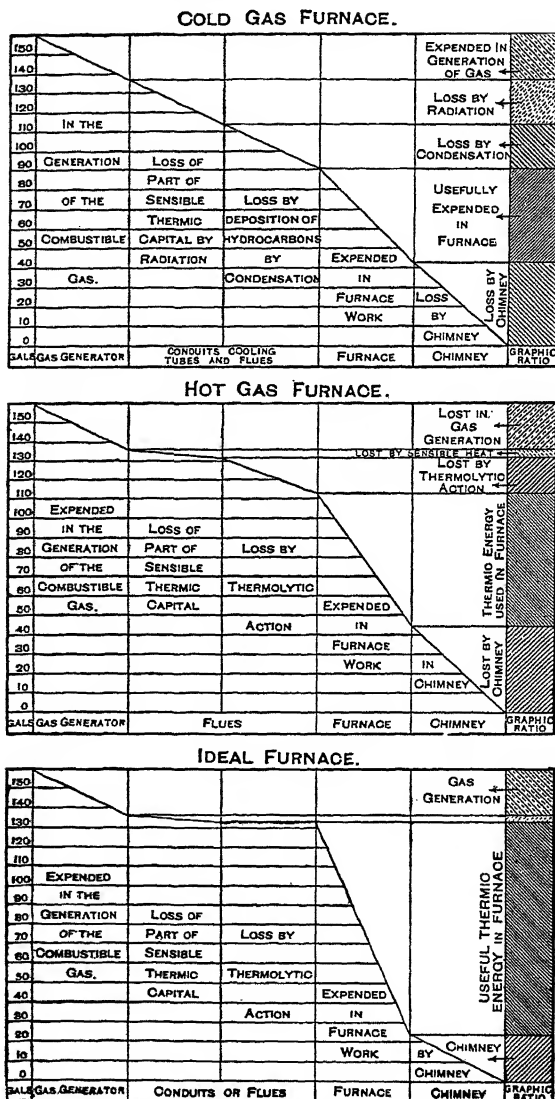 COLD GAS FURNACE.
150
140
130
120
110
100
90
80
70
60
50
40
30
20
10
0
IN THE
GENERATION
OF THE
COMBUSTIBLE
GAS.
LOSS OF
PART OF
SENSIBLE
THERMIC
CAPITAL BY
RADIATION
LOSS BY
DEPOSITION OF
HYDROCARBONS
BY
CONDENSATION
EXPENDED
IN
FURNACE
WORK
LOSS
BY
CHIMNEY
EXPENDED IN
GENERATION
OF GAS
LOSS BY
RADIATION
LOSS BY
CONDENSATION
USEFULLY
EXPENDED
IN
FURNACE
LOSS BY
CHIMNEY
GALS
GAS GENERATOR
CONDUITS COOLING
TUBES AND FLUES
FURNACE
CHIMNEY
GRAPHIC
RATIO
HOT GAS FURNACE.
150
140
130
120
110
100
90
80
70
60
50
40
30
20
10
0
EXPENDED
IN THE
GENERATION
OF THE
COMBUSTIBLE
GAS.
LOSS OF
PART OF
SENSIBLE
THERMIC
CAPITAL
LOSS BY
THERMOLYTIC
ACTION
EXPENDED
IN
FURNACE
WORK
IN
CHIMNEY
LOST IN
GAS
GENERATION
LOST BY SENSIBLE HEAT
LOST BY
THERMOLYTIC
ACTION
THERMIC ENERGY
USED IN FURNACE
LOST BY
CHIMNEY
GALS
GAS GENERATOR
FLUES
FURNACE
CHIMNEY
GRAPHIC
RATIO
IDEAL FURNACE.
150
140
130
120
110
100
90
80
70
60
50
40
30
20
10
0
EXPENDED
IN THE
GENERATION
OF THE
COMBUSTIBLE
GAS.
LOSS OF
PART OF
SENSIBLE
THERMIC
CAPITAL
LOSS BY
THERMOLYTIC
ACTION
EXPENDED
IN
FURNACE
WORK
BY
CHIMNEY
GAS
GENERATION
USEFUL THERMIC
ENERGY IN FURNACE
CHIMNEY
GALS
GAS GENERATOR
CONDUITS OR FLUES
FURNACE
CHIMNEY
GRAPHIC
RATIO